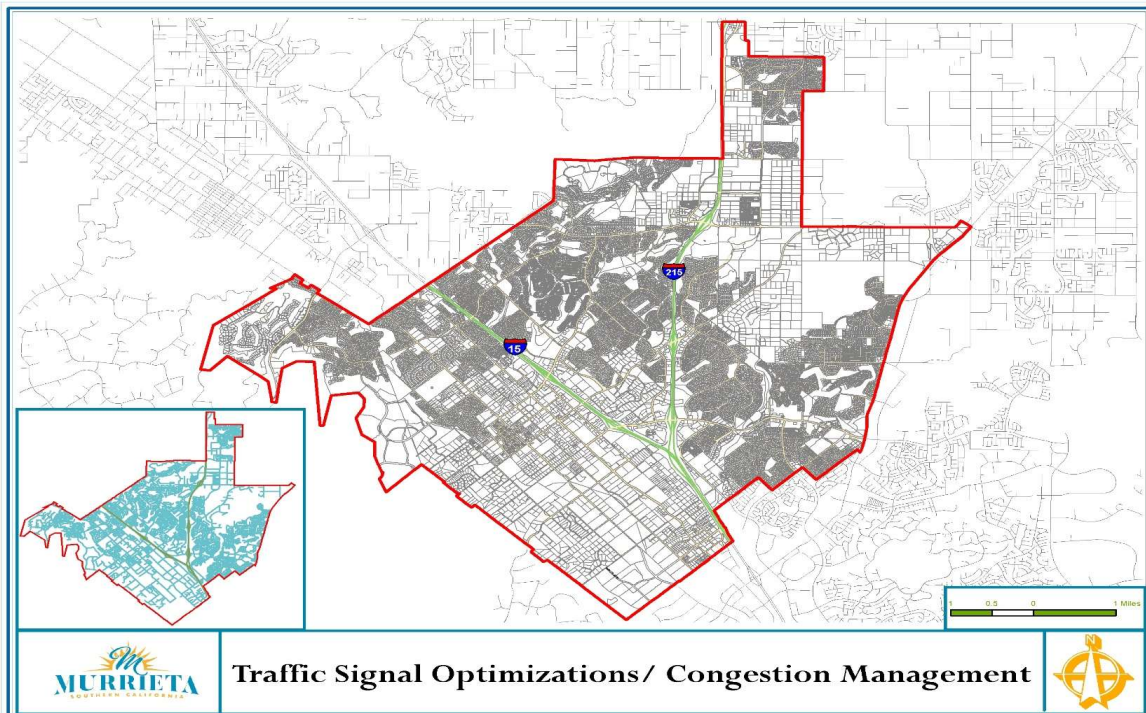 215
15
1 0.5 0 1 Miles
M
MURRIETA
SOUTHERN CALIFORNIA
Traffic Signal Optimizations/ Congestion Management
N